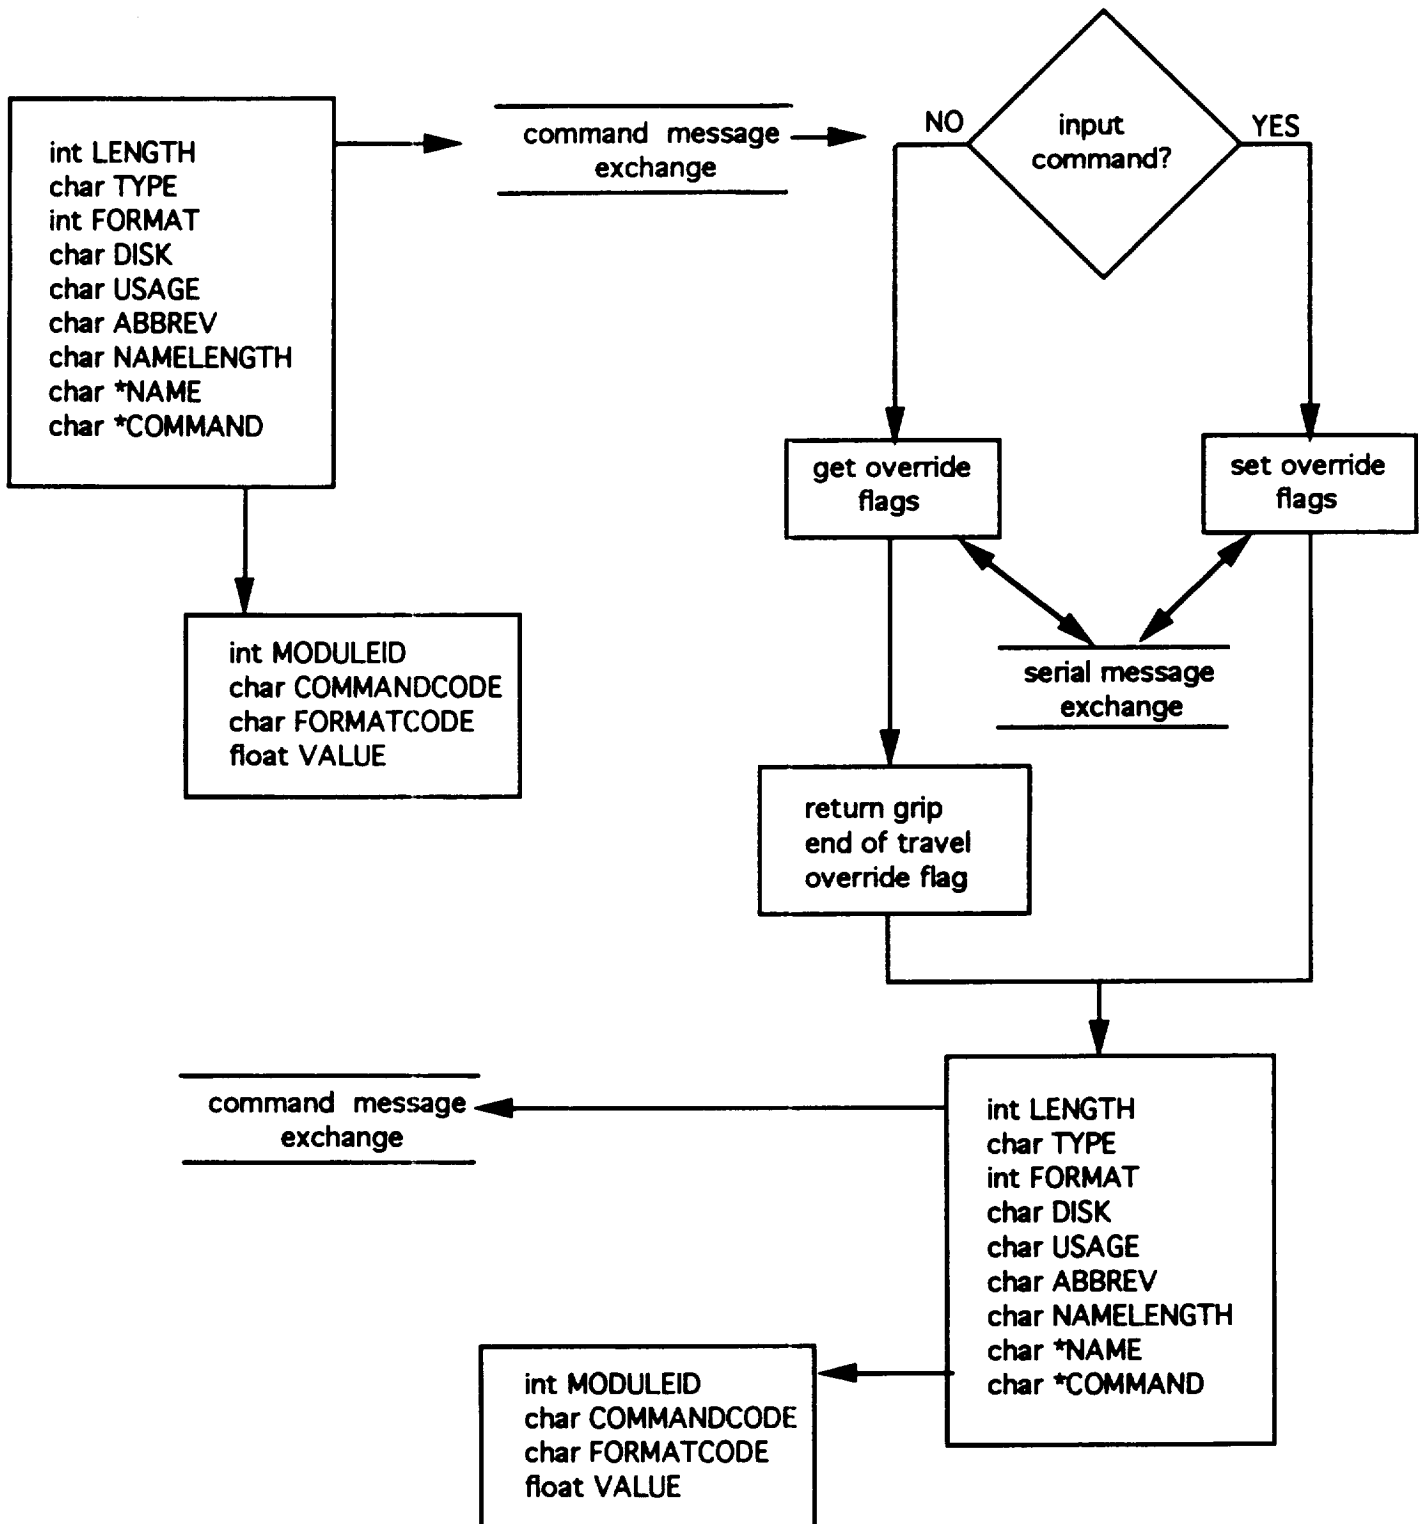 int LENGTH
char TYPE
int FORMAT
char DISK
char USAGE
char ABBREV
char NAMELENGTH
char *NAME
char *COMMAND
command message
exchange
NO
input
command?
YES
get override
flags
set override
flags
int MODULEID
char COMMANDCODE
char FORMATCODE
float VALUE
serial message
exchange
return grip
end of travel
override flag
command message
exchange
int LENGTH
char TYPE
int FORMAT
char DISK
char USAGE
char ABBREV
char NAMELENGTH
char *NAME
char *COMMAND
int MODULEID
char COMMANDCODE
char FORMATCODE
float VALUE